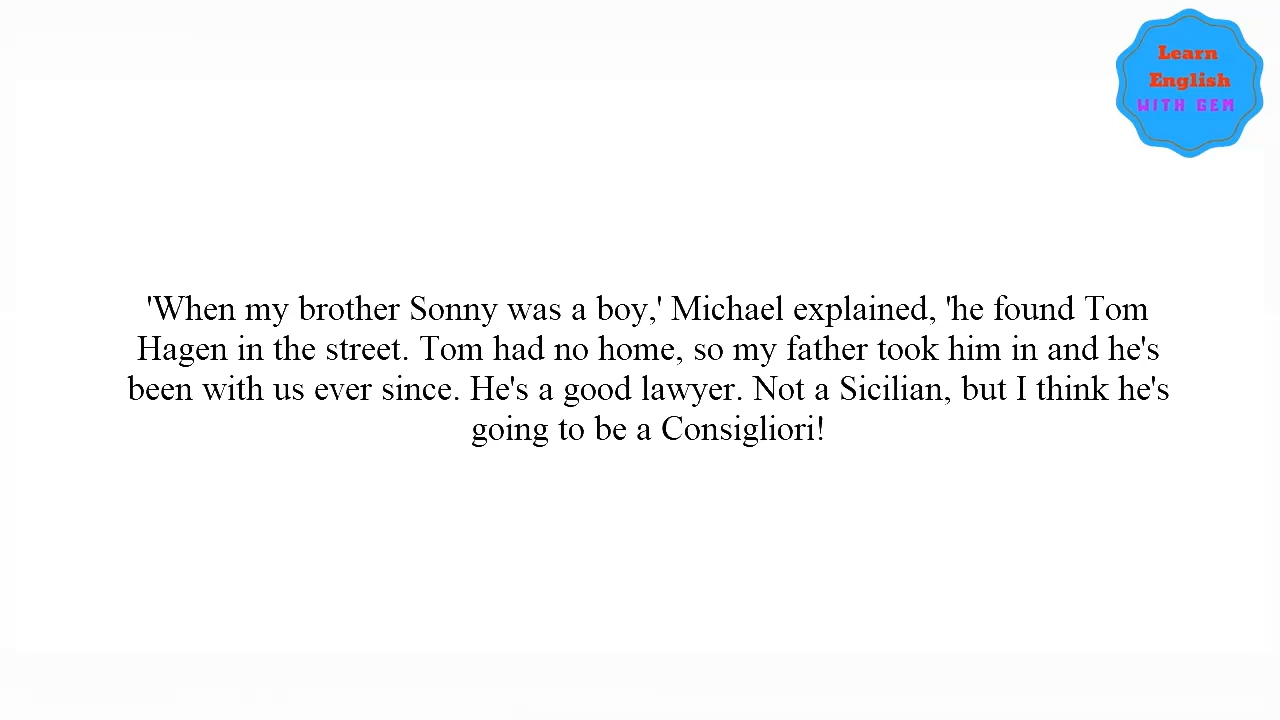 Learn
English
WITH GEM
'When my brother Sonny was a boy,' Michael explained, 'he found Tom
Hagen in the street. Tom had no home, so my father took him in and he's
been with us ever since. He's a good lawyer. Not a Sicilian, but I think he's
going to be a Consigliori!